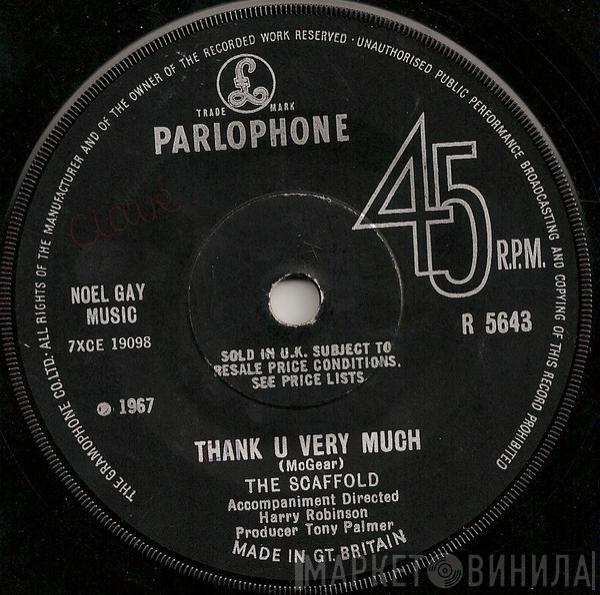 THE GRAMOPHONE CO. LTD. ALL RIGHTS OF THE MANUFACTURER AND OF THE OWNER OF THE RECORDED WORK RESERVED · UNAUTHORISED PUBLIC PERFORMANCE BROADCASTING AND COPYING OF THIS RECORD PROHIBITED
£
TRADE MARK
PARLOPHONE
45
R.P.M.
Clave
NOEL GAY
MUSIC
7XCE 19098
R 5643
SOLD IN U.K. SUBJECT TO
RESALE PRICE CONDITIONS.
SEE PRICE LISTS
℗ 1967
THANK U VERY MUCH
(McGear)
THE SCAFFOLD
Accompaniment Directed
Harry Robinson
Producer Tony Palmer
MADE IN GT. BRITAIN
МАРКЕТ ВИНИЛА